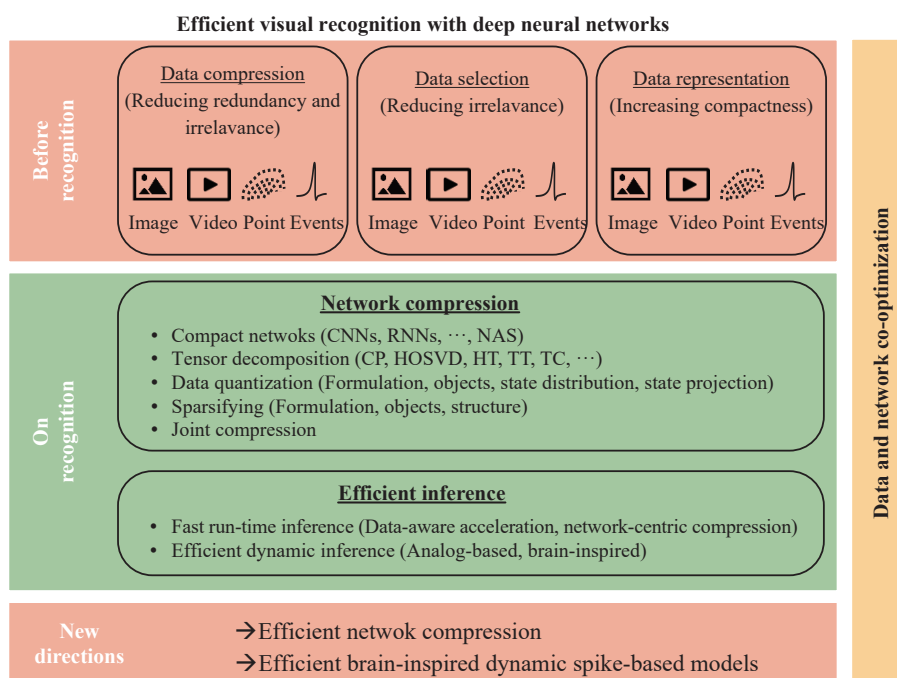 Efficient visual recognition with deep neural networks
Before
recognition
Data compression
(Reducing redundancy and
irrelavance)
Image Video Point Events
Data selection
(Reducing irrelavance)
Image Video Point Events
Data representation
(Increasing compactness)
Image Video Point Events
On
recognition
Network compression
• Compact netwoks (CNNs, RNNs, ⋯, NAS)
• Tensor decomposition (CP, HOSVD, HT, TT, TC, ⋯)
• Data quantization (Formulation, objects, state distribution, state projection)
• Sparsifying (Formulation, objects, structure)
• Joint compression
Efficient inference
• Fast run-time inference (Data-aware acceleration, network-centric compression)
• Efficient dynamic inference (Analog-based, brain-inspired)
New
directions
→Efficient netwok compression
→Efficient brain-inspired dynamic spike-based models
Data and network co-optimization